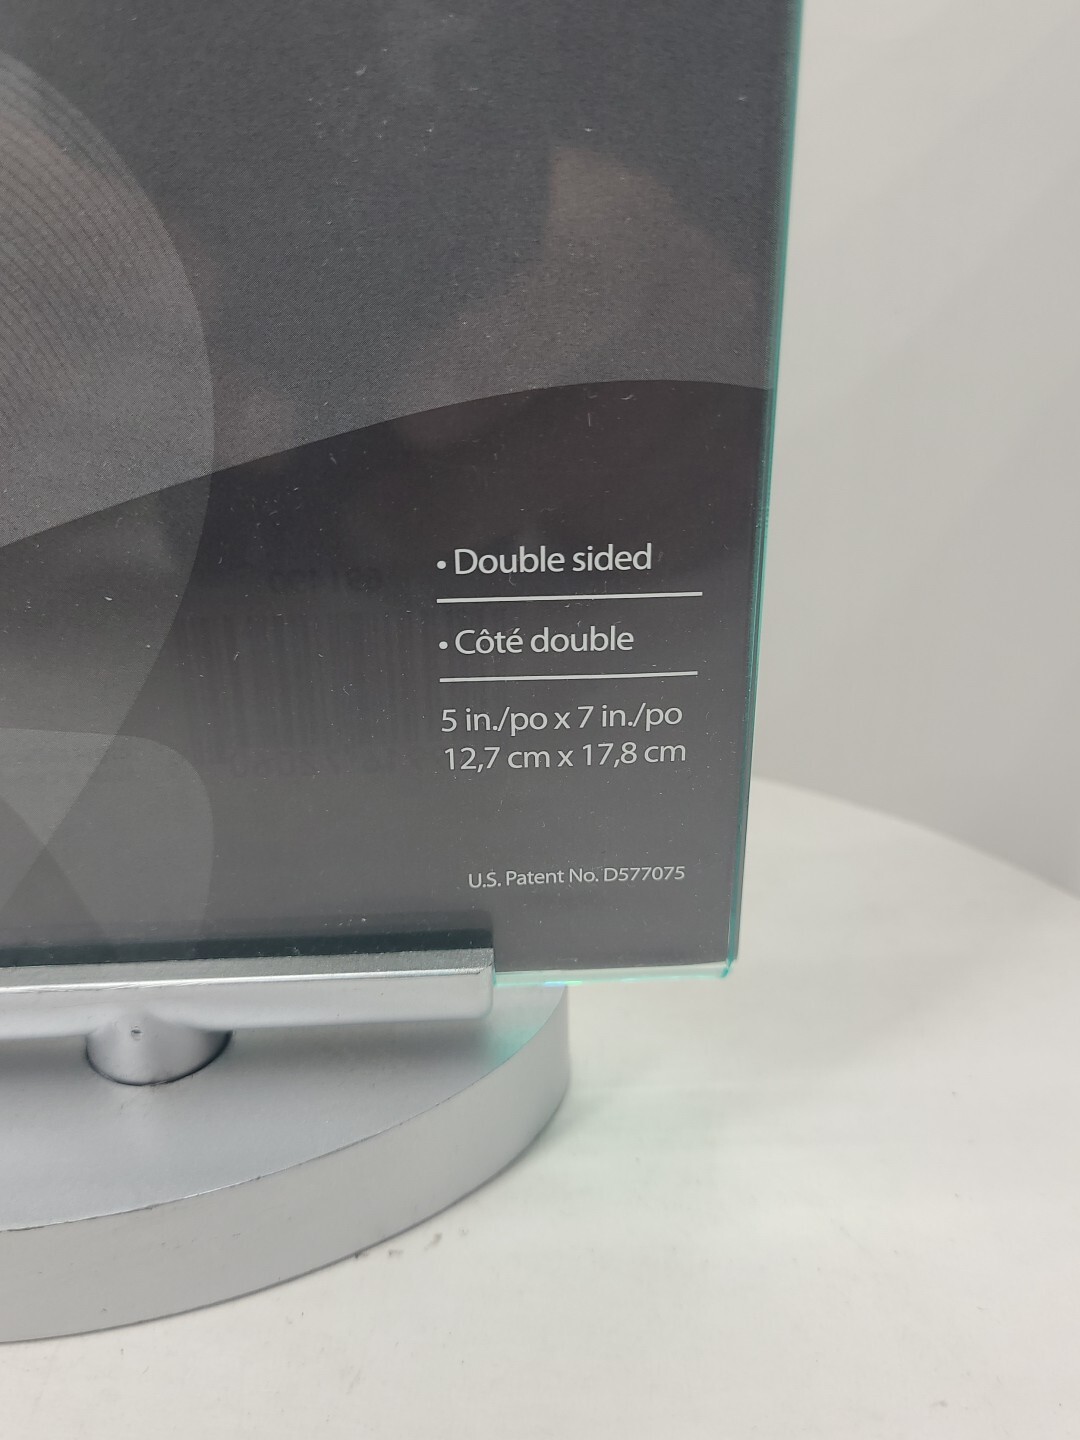 • Double sided
• Côté double
5 in./po x 7 in./po
12,7 cm x 17,8 cm
U.S. Patent No. D577075